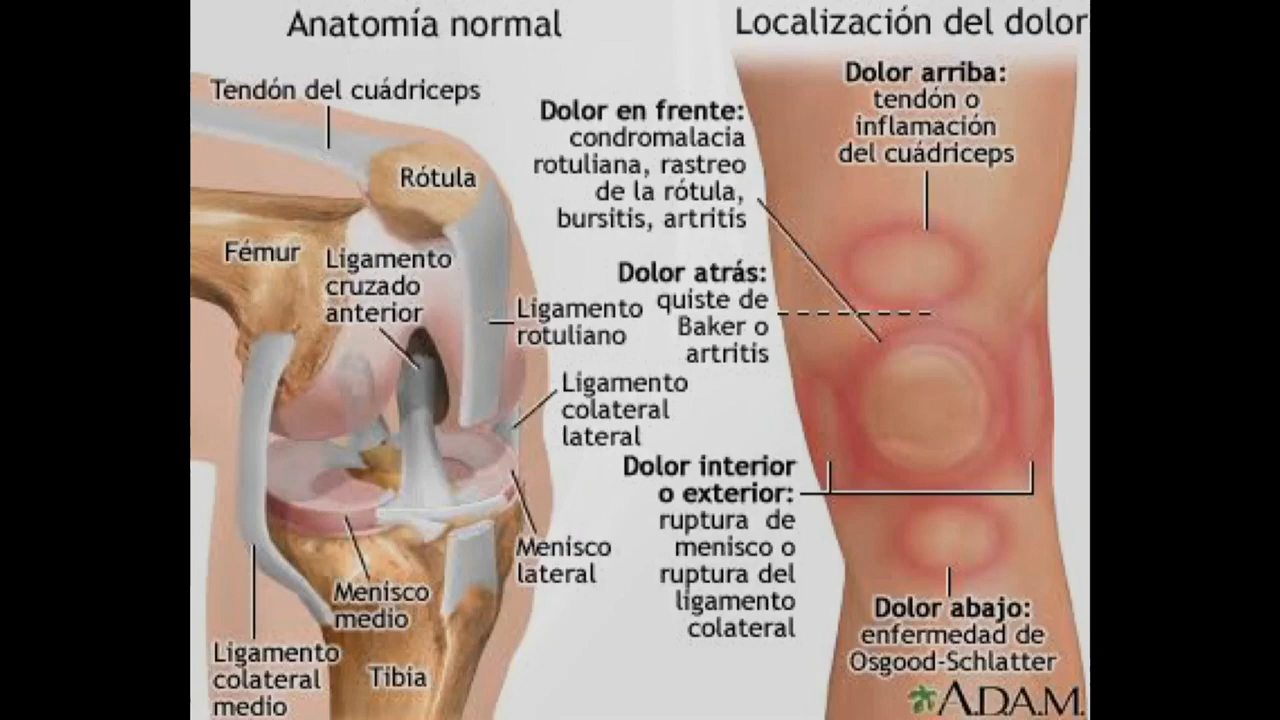 Anatomía normal
Tendón del cuádriceps
Rótula
Fémur
Ligamento
cruzado
anterior
Ligamento
rotuliano
Ligamento
colateral
lateral
Menisco
lateral
Menisco
medio
Ligamento
colateral
medio
Tibia
Localización del dolor
Dolor arriba:
tendón o
inflamación
del cuádriceps
Dolor en frente:
condromalacia
rotuliana, rastreo
de la rótula,
bursitis, artritis
Dolor atrás:
quiste de
Baker o
artritis
Dolor interior
o exterior:
ruptura de
menisco o
ruptura del
ligamento
colateral
Dolor abajo:
enfermedad de
Osgood-Schlatter
A.D.A.M.